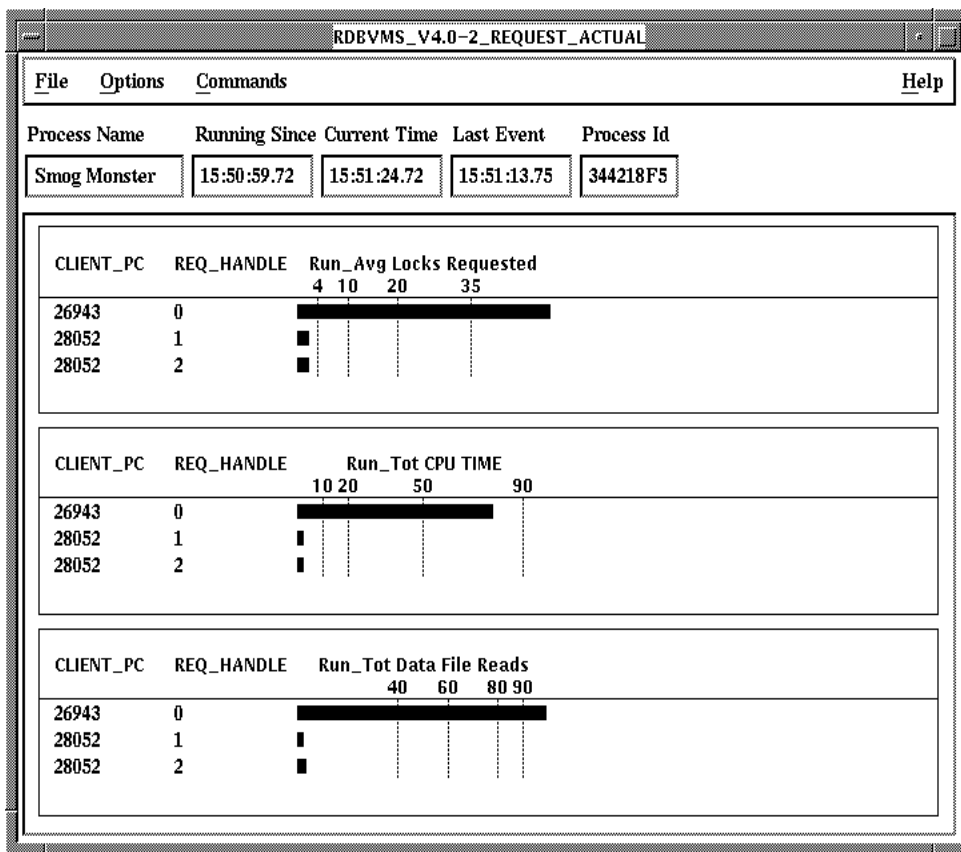 RDBVMS_V4.0-2_REQUEST_ACTUAL
File Options Commands Help
Process Name Running Since Current Time Last Event Process Id
Smog Monster 15:50:59.72 15:51:24.72 15:51:13.75 344218F5
CLIENT_PC REQ_HANDLE Run_Avg Locks Requested
4 10 20 35
26943 0
28052 1
28052 2
CLIENT_PC REQ_HANDLE Run_Tot CPU TIME
10 20 50 90
26943 0
28052 1
28052 2
CLIENT_PC REQ_HANDLE Run_Tot Data File Reads
40 60 80 90
26943 0
28052 1
28052 2